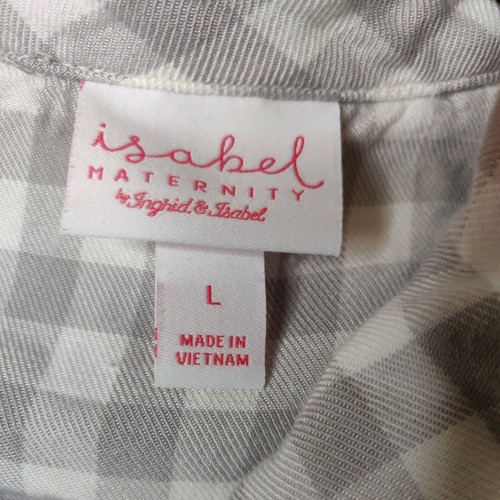 isabel
MATERNITY
by Ingrid & Isabel
L
MADE IN
VIETNAM